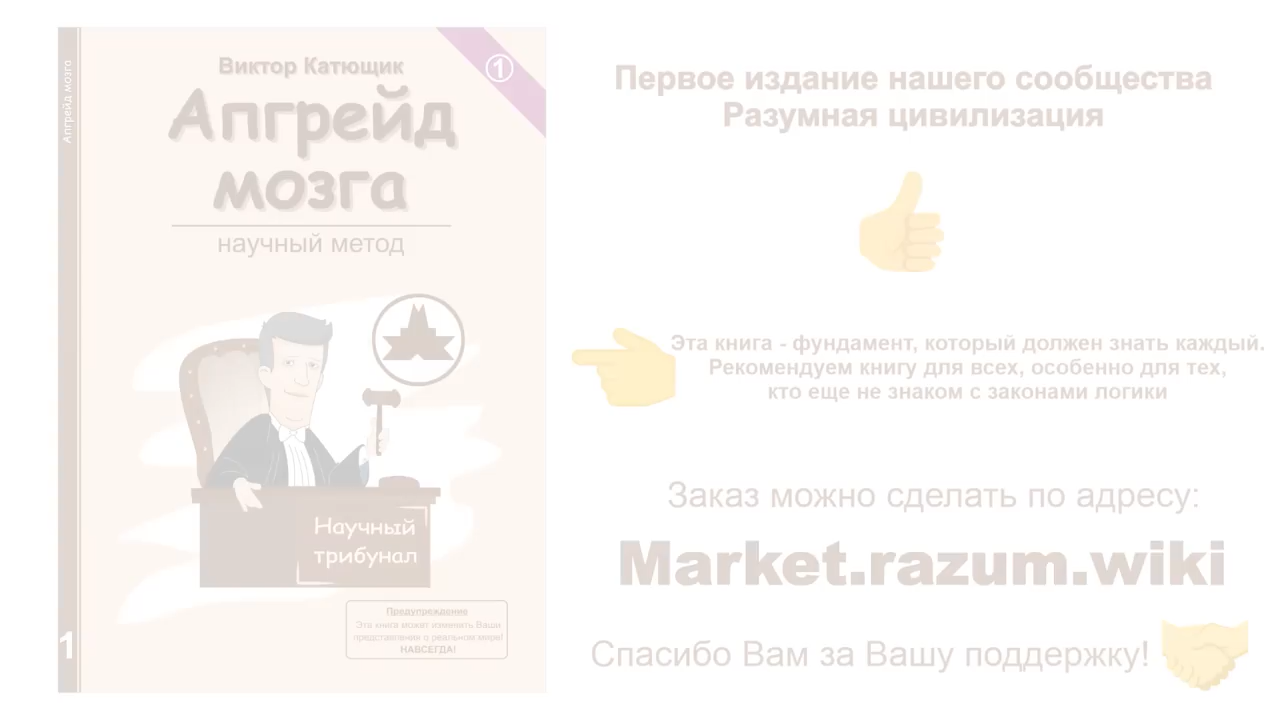 Апгрейд мозга
Виктор Катющик
1
Апгрейд
мозга
научный метод
Научный
трибунал
Предупреждение
Эта книга может изменить Ваши
представления о реальном мире!
НАВСЕГДА!
1
Первое издание нашего сообщества
Разумная цивилизация
Эта книга - фундамент, который должен знать каждый.
Рекомендуем книгу для всех, особенно для тех,
кто еще не знаком с законами логики
Заказ можно сделать по адресу:
Market.razum.wiki
Спасибо Вам за Вашу поддержку!